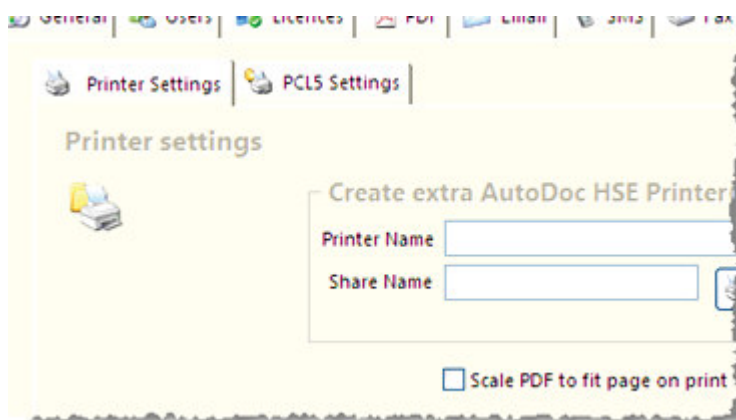 General Users Licences PDF Email SMS Fax
Printer Settings PCL5 Settings
Printer settings
Create extra AutoDoc HSE Printer
Printer Name
Share Name
Scale PDF to fit page on print